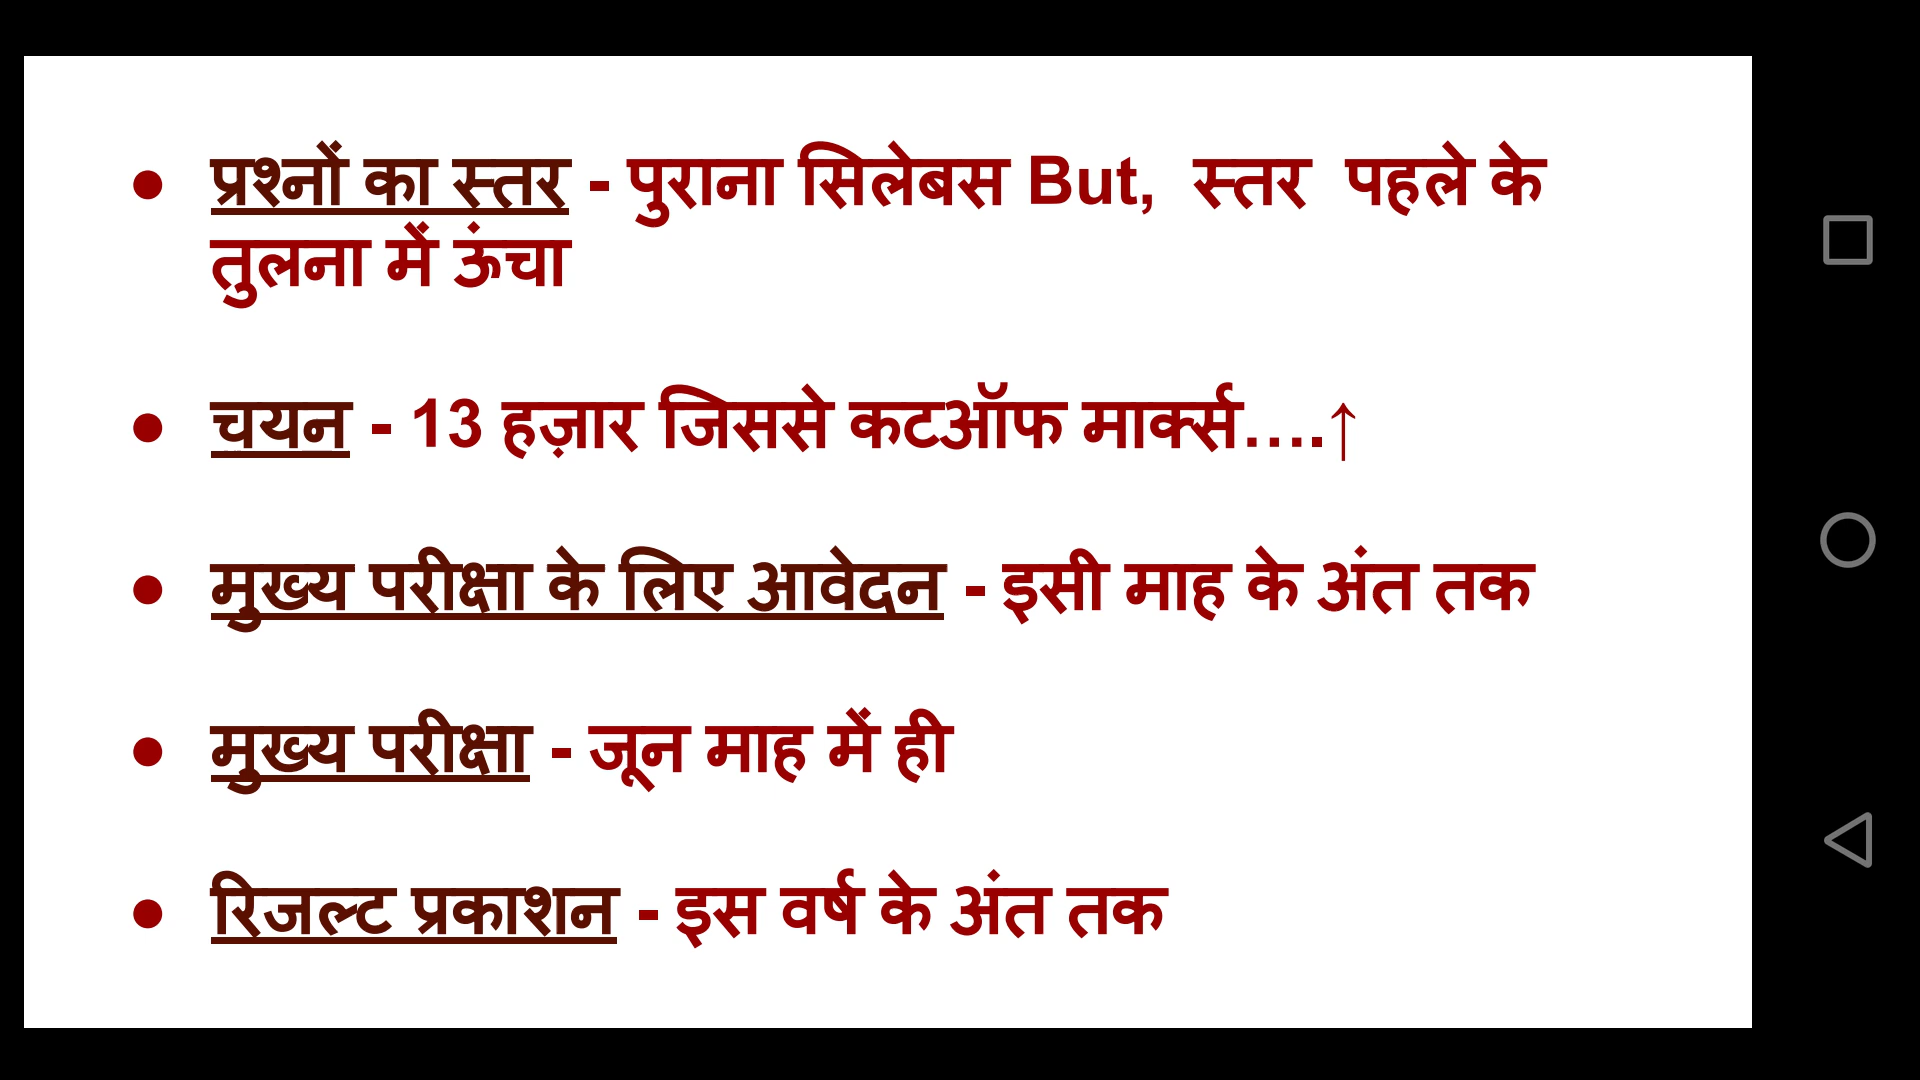 ● प्रश्नों का स्तर - पुराना सिलेबस But, स्तर पहले के
तुलना में ऊंचा
● चयन - 13 हज़ार जिससे कटऑफ मार्क्स....↑
● मुख्य परीक्षा के लिए आवेदन - इसी माह के अंत तक
● मुख्य परीक्षा - जून माह में ही
● रिजल्ट प्रकाशन - इस वर्ष के अंत तक